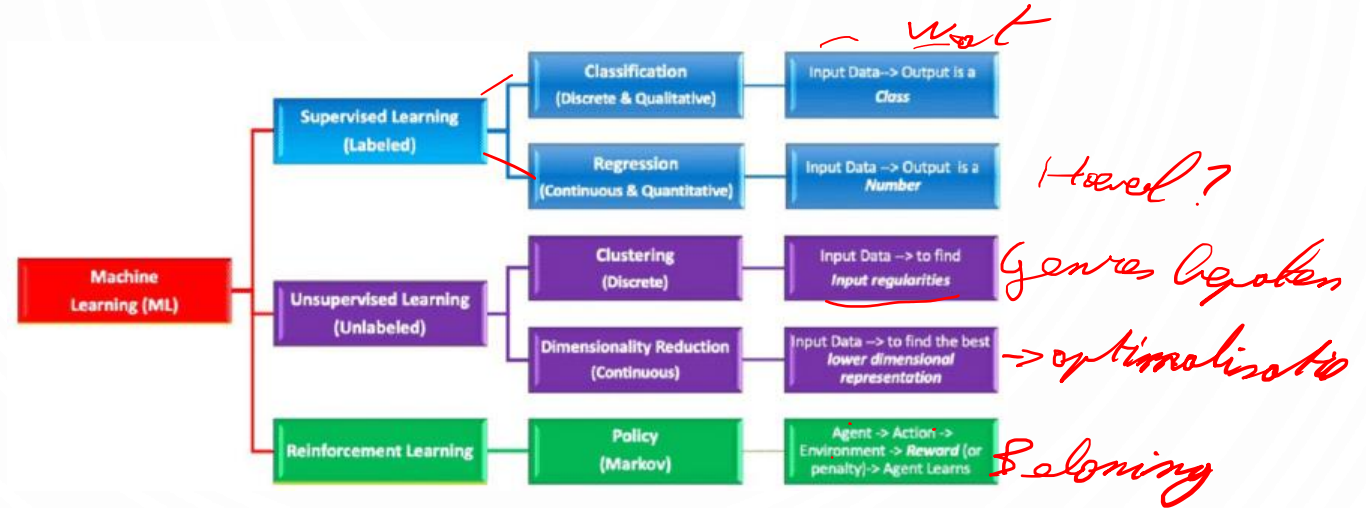 wat
Classification
(Discrete & Qualitative)
Input Data--> Output is a
Class
Supervised Learning
(Labeled)
Regression
(Continuous & Quantitative)
Input Data --> Output is a
Number
Hoeveel?
Machine
Learning (ML)
Unsupervised Learning
(Unlabeled)
Clustering
(Discrete)
Input Data --> to find
Input regularities
Genres bepalen
Dimensionality Reduction
(Continuous)
Input Data --> to find the best
lower dimensional
representation
->optimalisatie
Reinforcement Learning
Policy
(Markov)
Agent -> Action ->
Environment -> Reward (or
penalty)-> Agent Learns
Beloning